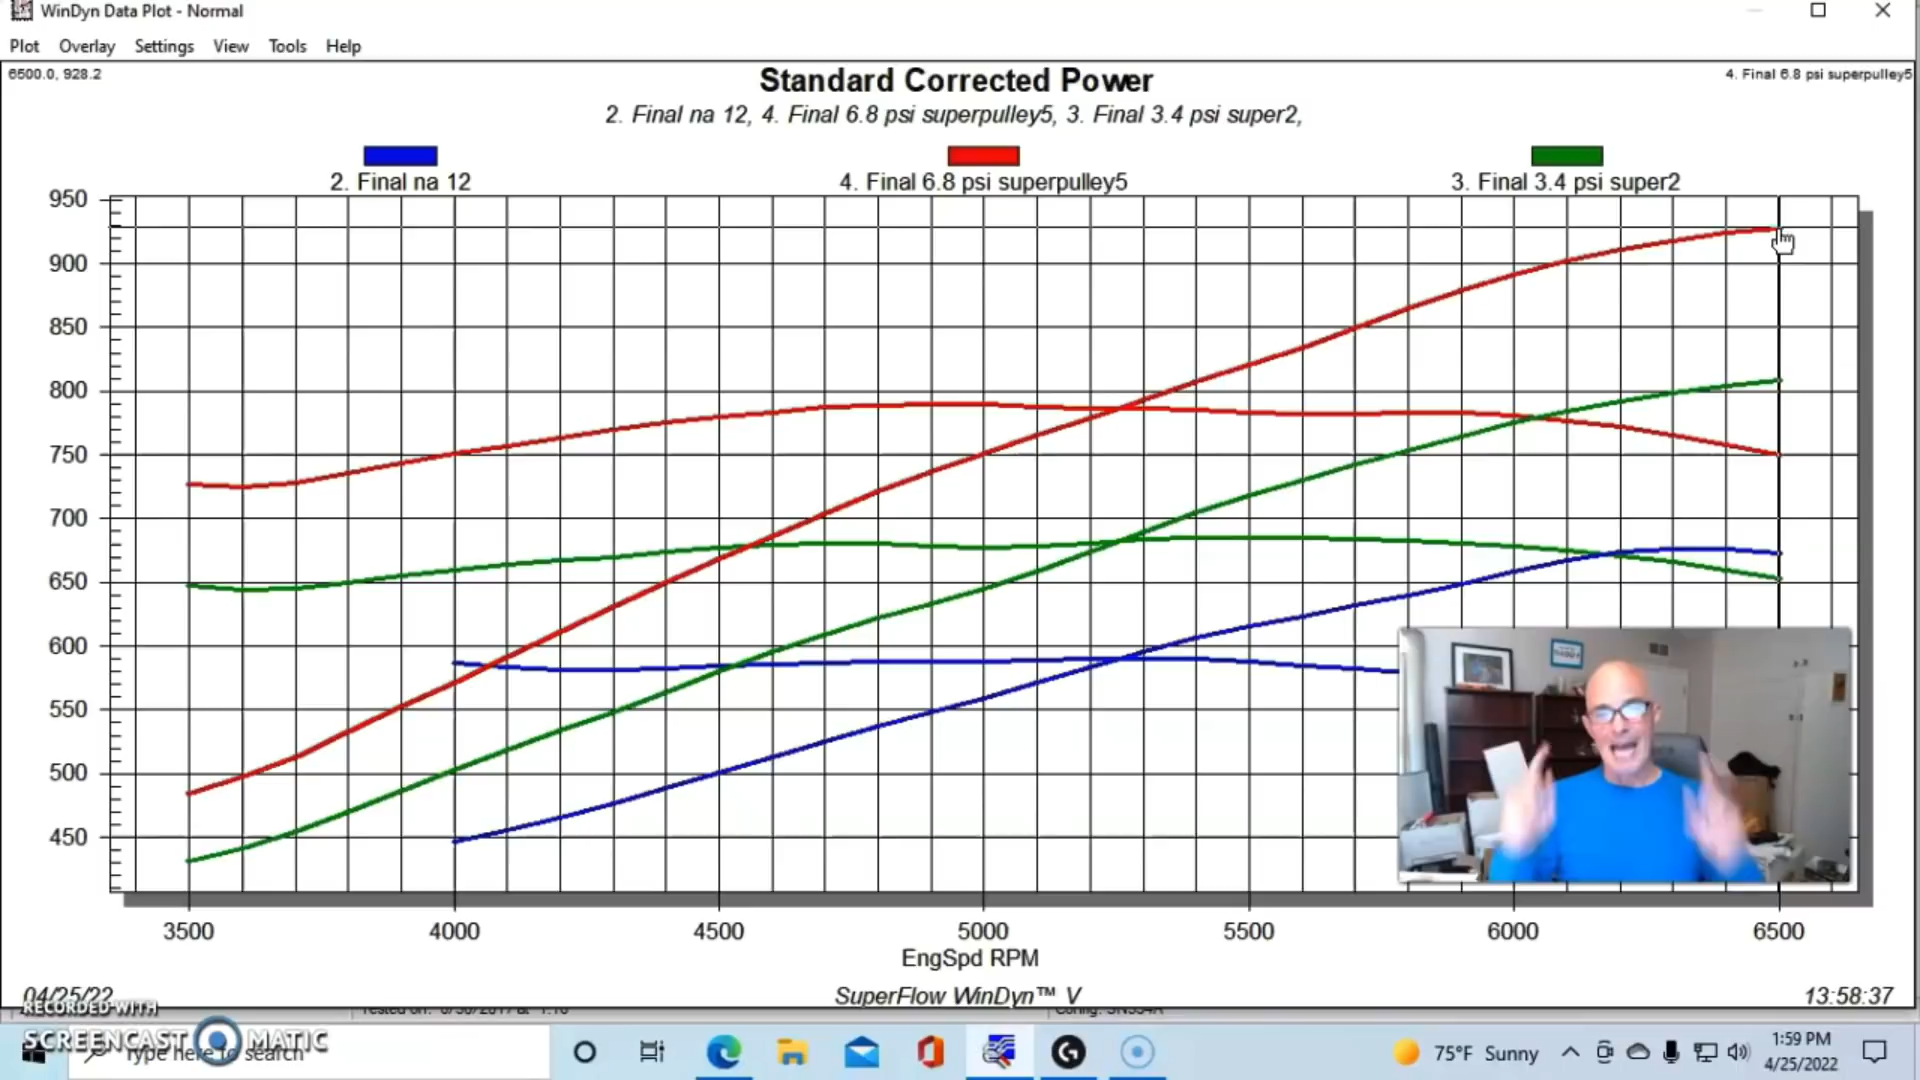 WinDyn Data Plot - Normal
Plot Overlay Settings View Tools Help
6500.0, 928.2
4. Final 6.8 psi superpulley5
Standard Corrected Power
2. Final na 12, 4. Final 6.8 psi superpulley5, 3. Final 3.4 psi super2,
2. Final na 12
4. Final 6.8 psi superpulley5
3. Final 3.4 psi super2
950
900
850
800
750
700
650
600
550
500
450
3500 4000 4500 5000 5500 6000 6500
EngSpd RPM
04/25/22
SuperFlow WinDyn™ V
13:58:37
RECORDED WITH
SCREENCAST MATIC
Type here to search
75°F Sunny
1:59 PM
4/25/2022